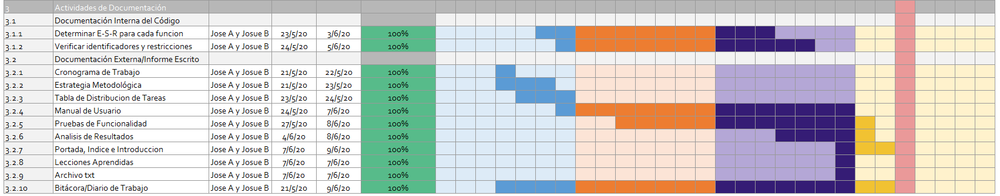 3 Actividades de Documentación
3.1 Documentación Interna del Código
3.1.1 Determinar E-S-R para cada funcion Jose A y Josue B 23/5/20 3/6/20 100%
3.1.2 Verificar identificadores y restricciones Jose A y Josue B 24/5/20 5/6/20 100%
3.2 Documentación Externa/Informe Escrito
3.2.1 Cronograma de Trabajo Jose A y Josue B 21/5/20 22/5/20 100%
3.2.2 Estrategia Metodológica Jose A y Josue B 21/5/20 23/5/20 100%
3.2.3 Tabla de Distribucion de Tareas Jose A y Josue B 23/5/20 24/5/20 100%
3.2.4 Manual de Usuario Jose A y Josue B 24/5/20 7/6/20 100%
3.2.5 Pruebas de Funcionalidad Jose A y Josue B 27/5/20 8/6/20 100%
3.2.6 Analisis de Resultados Jose A y Josue B 4/6/20 8/6/20 100%
3.2.7 Portada, Indice e Introduccion Jose A y Josue B 7/6/20 9/6/20 100%
3.2.8 Lecciones Aprendidas Jose A y Josue B 7/6/20 7/6/20 100%
3.2.9 Archivo txt Jose A y Josue B 7/6/20 7/6/20 100%
3.2.10 Bitácora/Diario de Trabajo Jose A y Josue B 21/5/20 9/6/20 100%